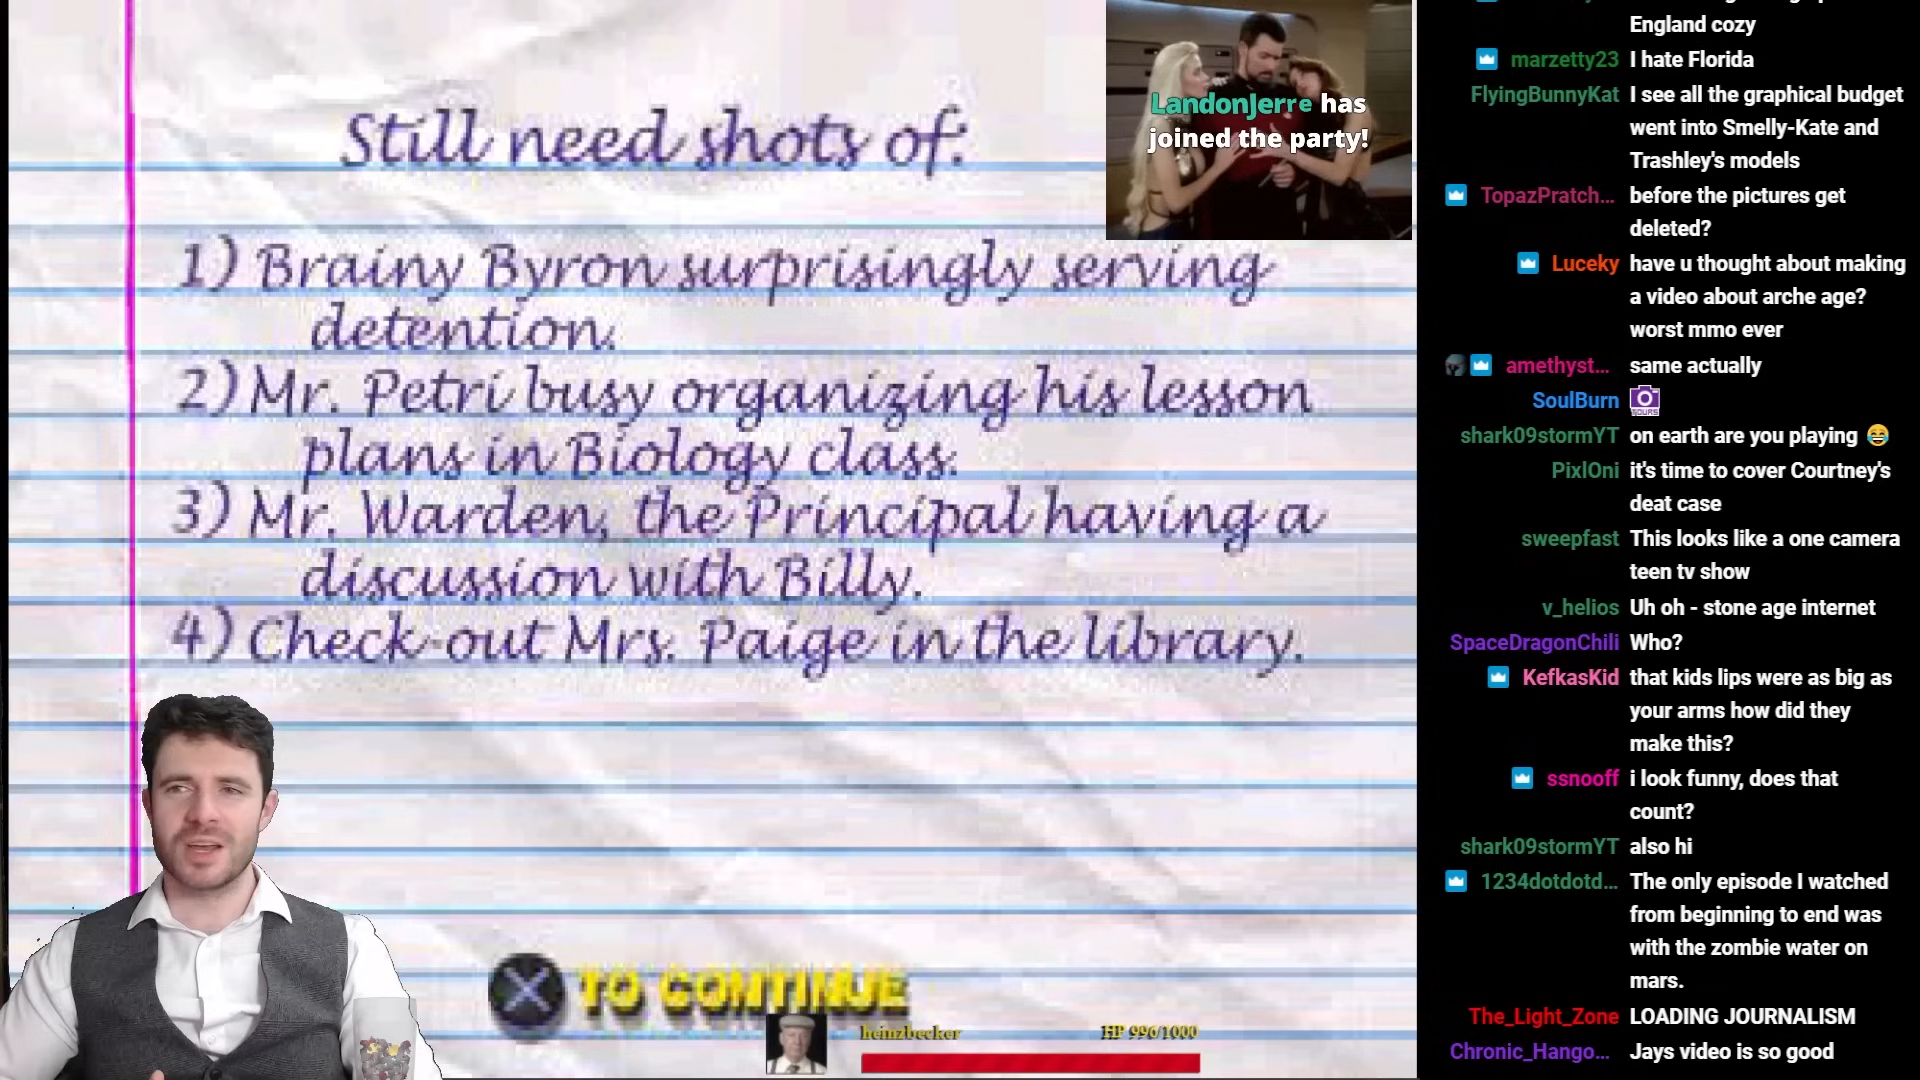 Still need shots of:
1) Brainy Byron surprisingly serving
detention.
2) Mr. Petri busy organizing his lesson
plans in Biology class.
3) Mr. Warden, the Principal having a
discussion with Billy.
4) Check-out Mrs. Paige in the library.
TO CONTINUE
heinzbecker HP 996/1000
LandonJerre has
joined the party!
England cozy
marzetty23 I hate Florida
FlyingBunnyKat I see all the graphical budget
went into Smelly-Kate and
Trashley's models
TopazPratch... before the pictures get
deleted?
Luceky have u thought about making
a video about arche age?
worst mmo ever
amethyst... same actually
SoulBurn
TOURS
shark09stormYT on earth are you playing 😂
PixlOni it's time to cover Courtney's
deat case
sweepfast This looks like a one camera
teen tv show
v_helios Uh oh - stone age internet
SpaceDragonChili Who?
KefkasKid that kids lips were as big as
your arms how did they
make this?
ssnooff i look funny, does that
count?
shark09stormYT also hi
1234dotdotd... The only episode I watched
from beginning to end was
with the zombie water on
mars.
The_Light_Zone LOADING JOURNALISM
Chronic_Hango... Jays video is so good